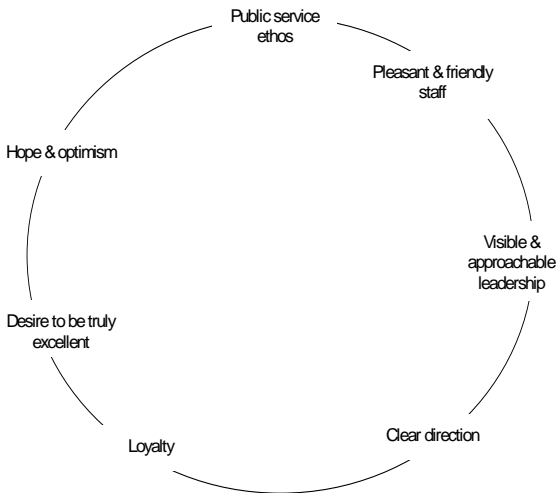 Public service
ethos
Pleasant & friendly
staff
Hope & optimism
Visible &
approachable
leadership
Desire to be truly
excellent
Clear direction
Loyalty